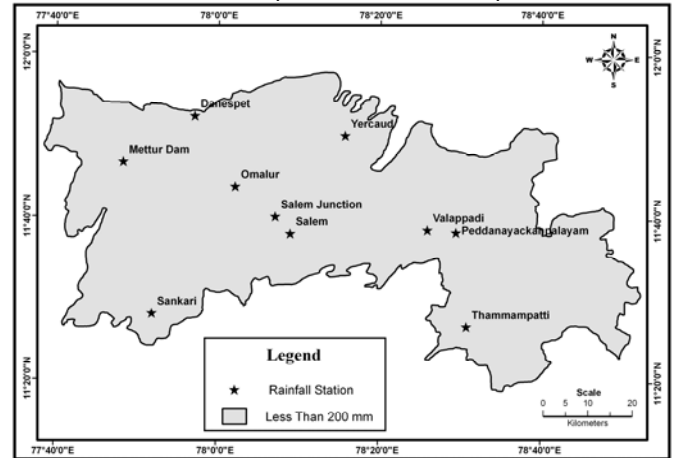 77°40'0"E 78°0'0"E 78°20'0"E 78°40'0"E
12°0'0"N 12°0'0"N
N
W E
S
Danespet
Yercaud
Mettur Dam
Omalur
Salem Junction
Salem
Valappadi
Peddanayackanpalayam
11°40'0"N 11°40'0"N
Sankari
Thammampatti
Legend
Rainfall Station
Less Than 200 mm
Scale
0 5 10 20
Kilometers
11°20'0"N 11°20'0"N
77°40'0"E 78°0'0"E 78°20'0"E 78°40'0"E